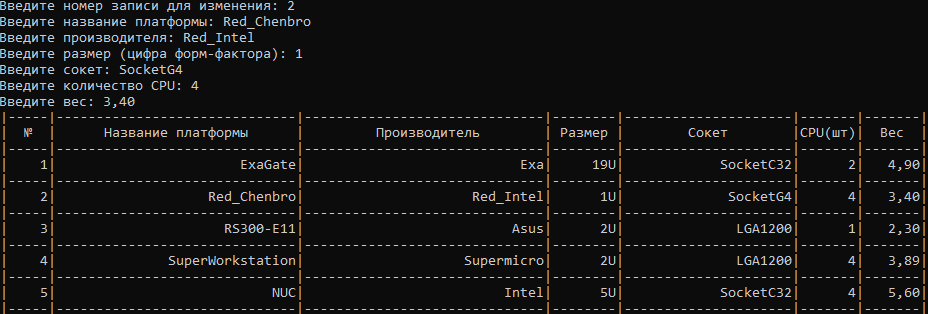 Введите номер записи для изменения: 2
Введите название платформы: Red_Chenbro
Введите производителя: Red_Intel
Введите размер (цифра форм-фактора): 1
Введите сокет: SocketG4
Введите количество CPU: 4
Введите вес: 3,40
|-----|------------------------------|------------------------------|--------|---------------------|-------|-------|
|  №  |      Название платформы      |         Производитель        | Размер |        Сокет        |CPU(шт)|  Вес  |
|-----|------------------------------|------------------------------|--------|---------------------|-------|-------|
|    1|                       ExaGate|                           Exa|     19U|            SocketC32|      2|   4,90|
|-----|------------------------------|------------------------------|--------|---------------------|-------|-------|
|    2|                   Red_Chenbro|                     Red_Intel|      1U|             SocketG4|      4|   3,40|
|-----|------------------------------|------------------------------|--------|---------------------|-------|-------|
|    3|                     RS300-E11|                          Asus|      2U|              LGA1200|      1|   2,30|
|-----|------------------------------|------------------------------|--------|---------------------|-------|-------|
|    4|              SuperWorkstation|                    Supermicro|      2U|              LGA1200|      4|   3,89|
|-----|------------------------------|------------------------------|--------|---------------------|-------|-------|
|    5|                           NUC|                         Intel|      5U|            SocketC32|      4|   5,60|
|-----|------------------------------|------------------------------|--------|---------------------|-------|-------|